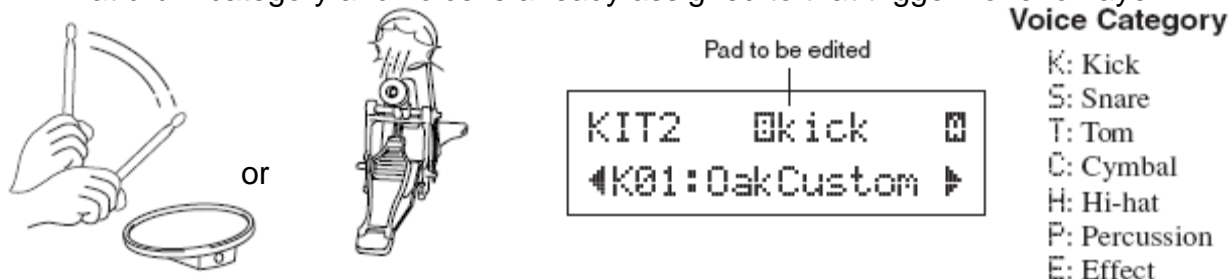 Voice Category
Pad to be edited
or
KIT2 kick M
K01:OakCustom
K: Kick
S: Snare
T: Tom
C: Cymbal
H: Hi-hat
P: Percussion
E: Effect